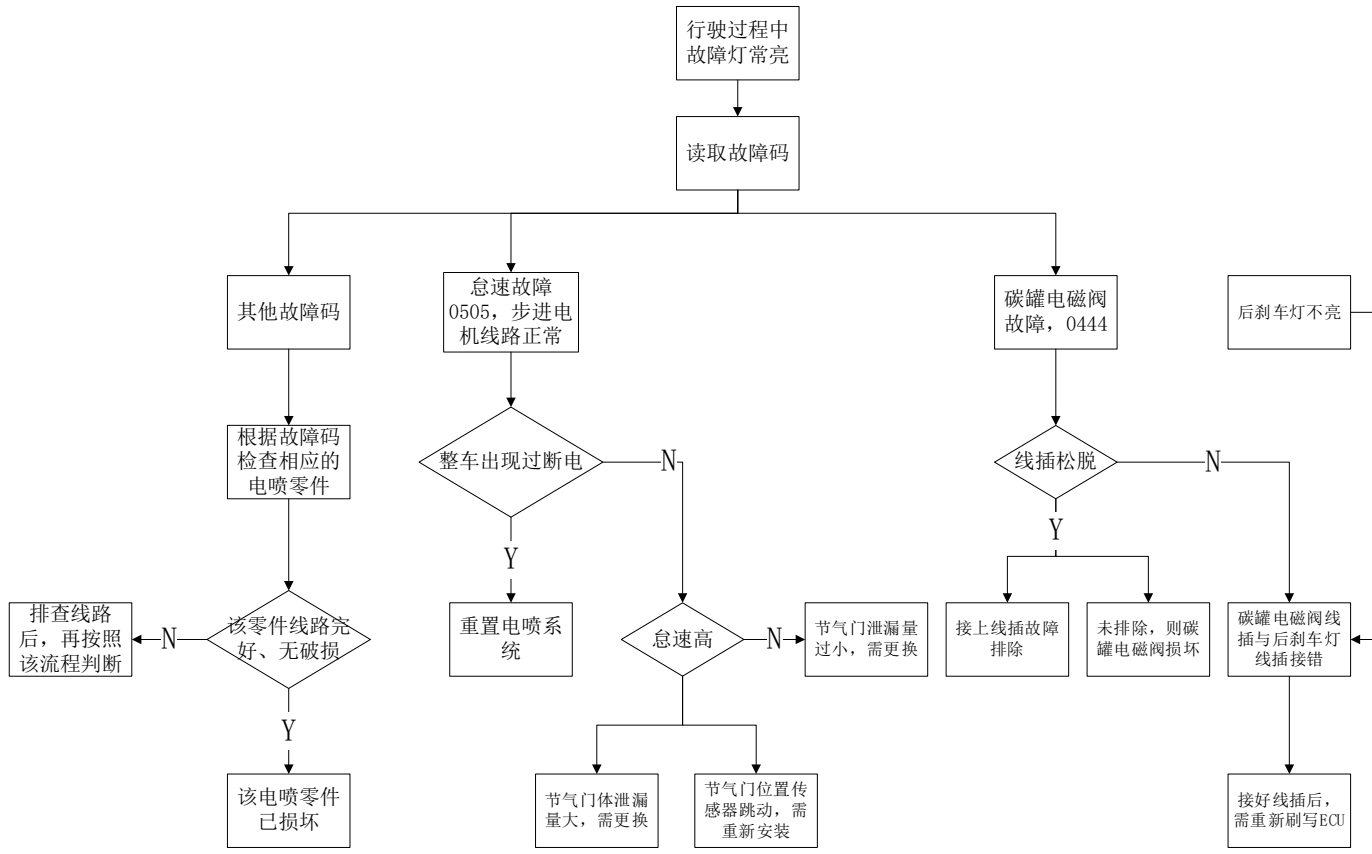 行驶过程中
故障灯常亮
读取故障码
其他故障码
怠速故障
0505，步进电
机线路正常
碳罐电磁阀
故障，0444
后刹车灯不亮
根据故障码
检查相应的
电喷零件
整车出现过断电
N
线插松脱
N
Y
Y
排查线路
后，再按照
该流程判断
N
该零件线路完
好、无破损
重置电喷系
统
怠速高
N
节气门泄漏量
过小，需更换
接上线插故障
排除
未排除，则碳
罐电磁阀损坏
碳罐电磁阀线
插与后刹车灯
线插接错
Y
该电喷零件
已损坏
节气门体泄漏
量大，需更换
节气门位置传
感器跳动，需
重新安装
接好线插后，
需重新刷写ECU